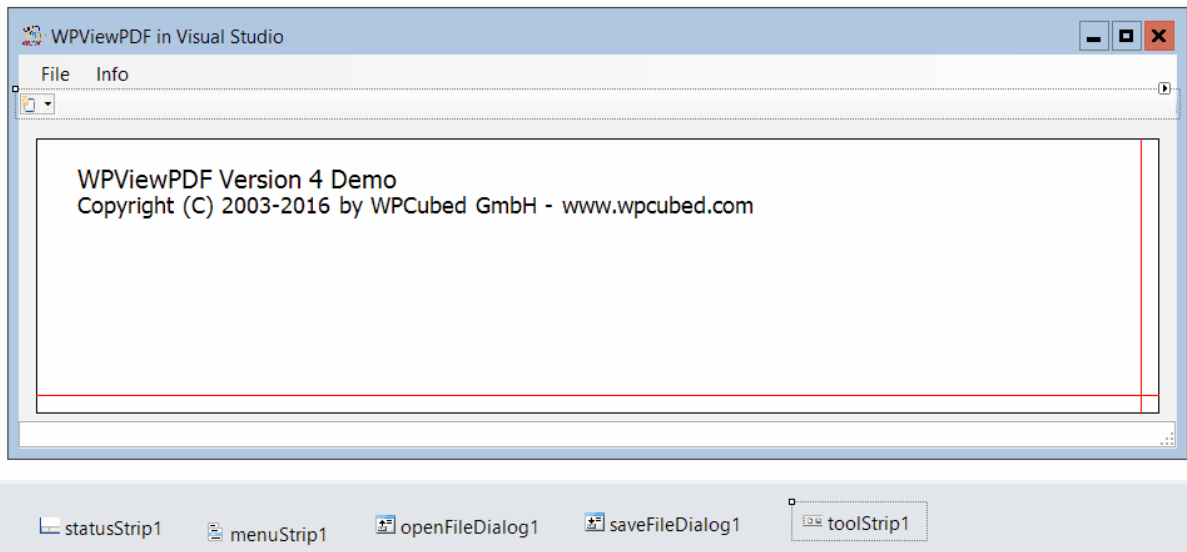 WPViewPDF in Visual Studio
File Info
WPViewPDF Version 4 Demo
Copyright (C) 2003-2016 by WPCubed GmbH - www.wpcubed.com
statusStrip1 menuStrip1 openFileDialog1 saveFileDialog1 toolStrip1